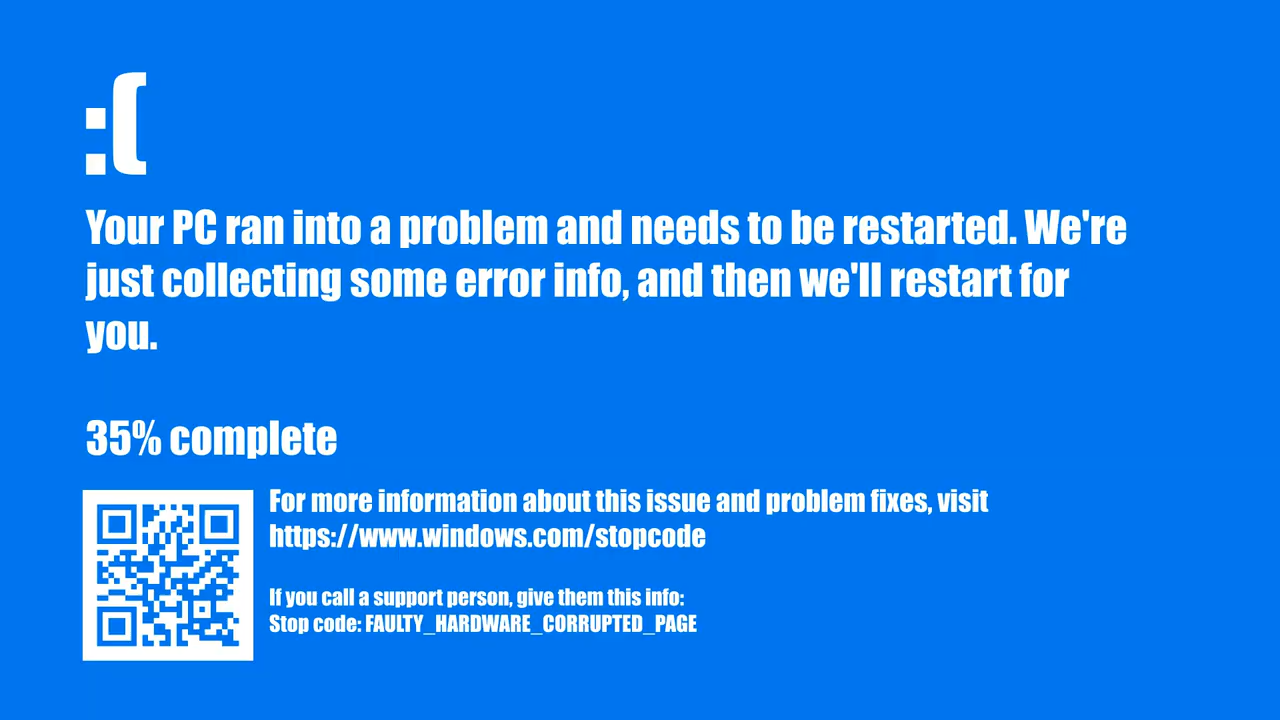 :(
Your PC ran into a problem and needs to be restarted. We're
just collecting some error info, and then we'll restart for
you.
35% complete
For more information about this issue and problem fixes, visit
https://www.windows.com/stopcode
If you call a support person, give them this info:
Stop code: FAULTY_HARDWARE_CORRUPTED_PAGE